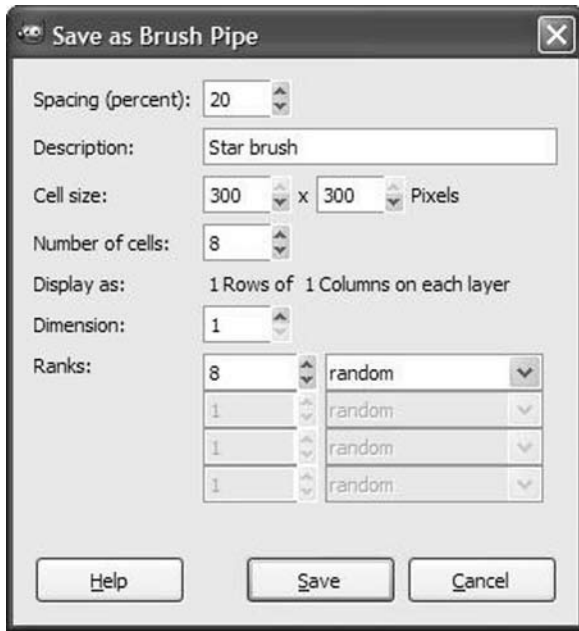 Save as Brush Pipe
Spacing (percent): 20
Description: Star brush
Cell size: 300 x 300 Pixels
Number of cells: 8
Display as: 1 Rows of 1 Columns on each layer
Dimension: 1
Ranks: 8 random
1 random
1 random
1 random
Help Save Cancel